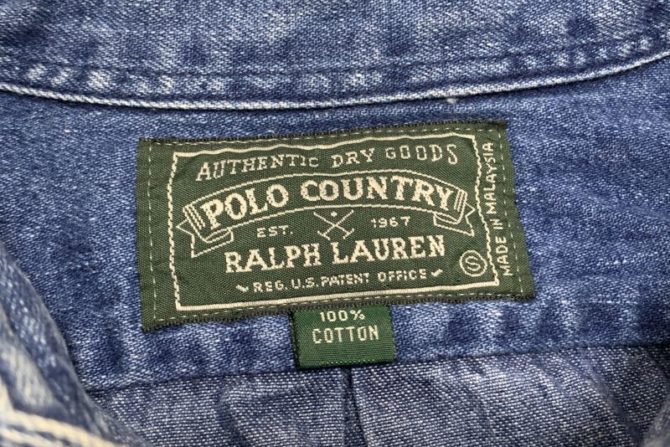 AUTHENTIC DRY GOODS
POLO COUNTRY
EST. 1967
RALPH LAUREN
REG. U.S. PATENT OFFICE
S
MADE IN MALAYSIA
100%
COTTON